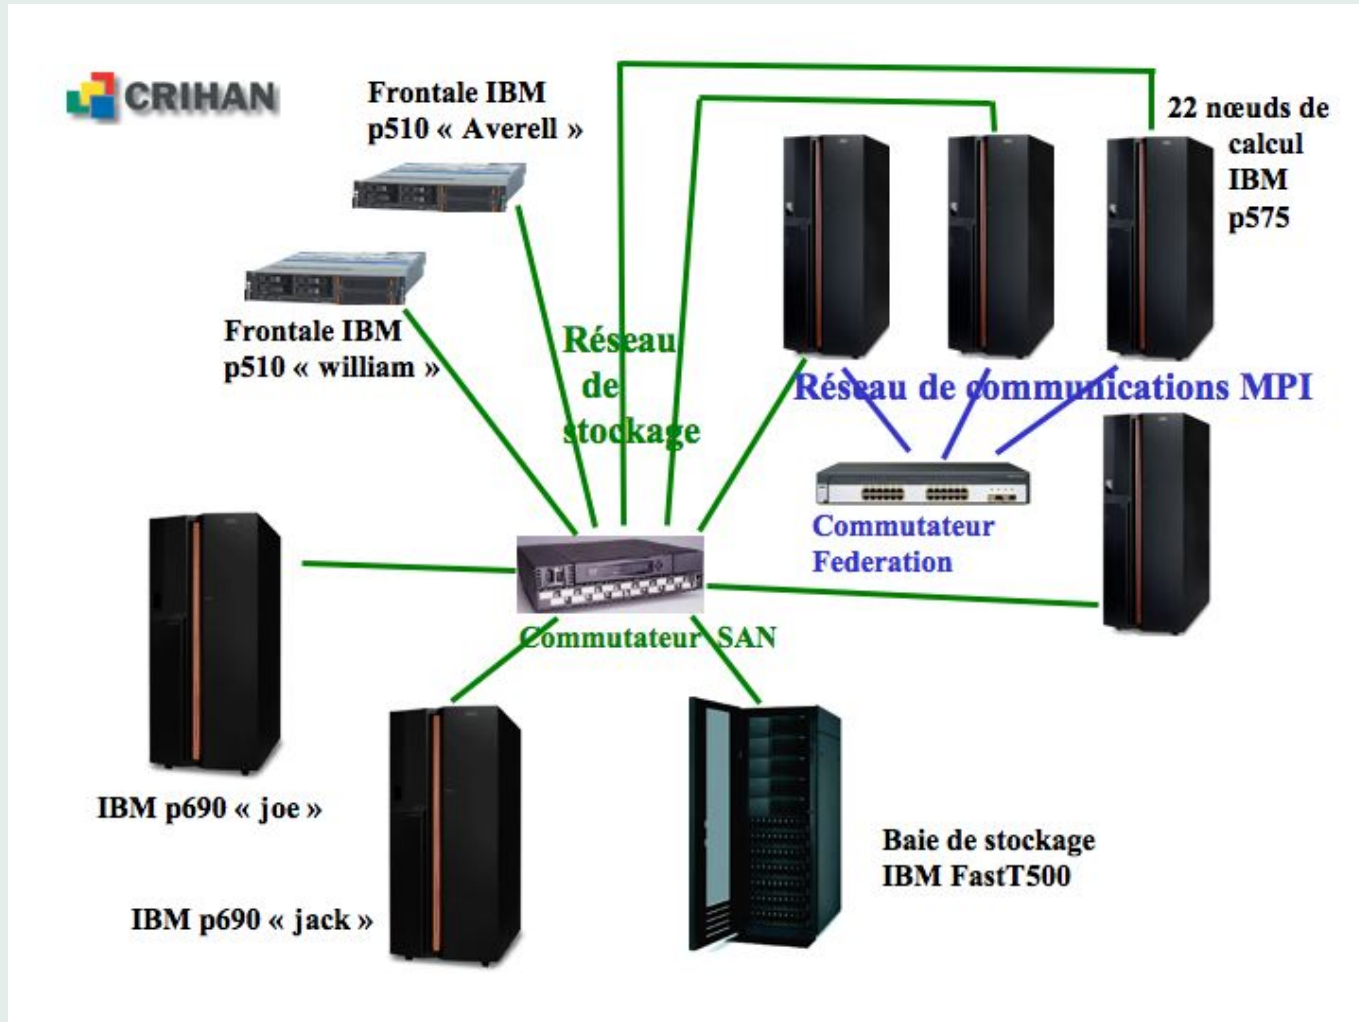 CRIHAN
Frontale IBM
p510 « Averell »
22 nœuds de
calcul
IBM
p575
Frontale IBM
p510 « william »
Réseau
de
stockage
Réseau de communications MPI
Commutateur
Federation
Commutateur SAN
IBM p690 « joe »
IBM p690 « jack »
Baie de stockage
IBM FastT500